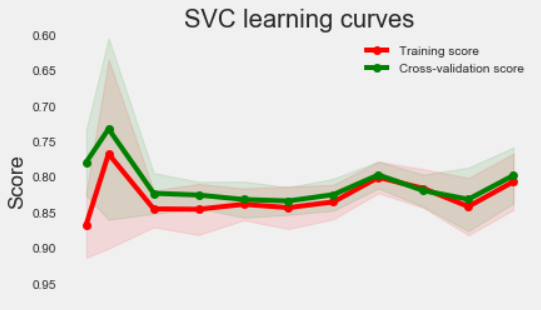 SVC learning curves
Training score
Cross-validation score
Score
0.60
0.65
0.70
0.75
0.80
0.85
0.90
0.95